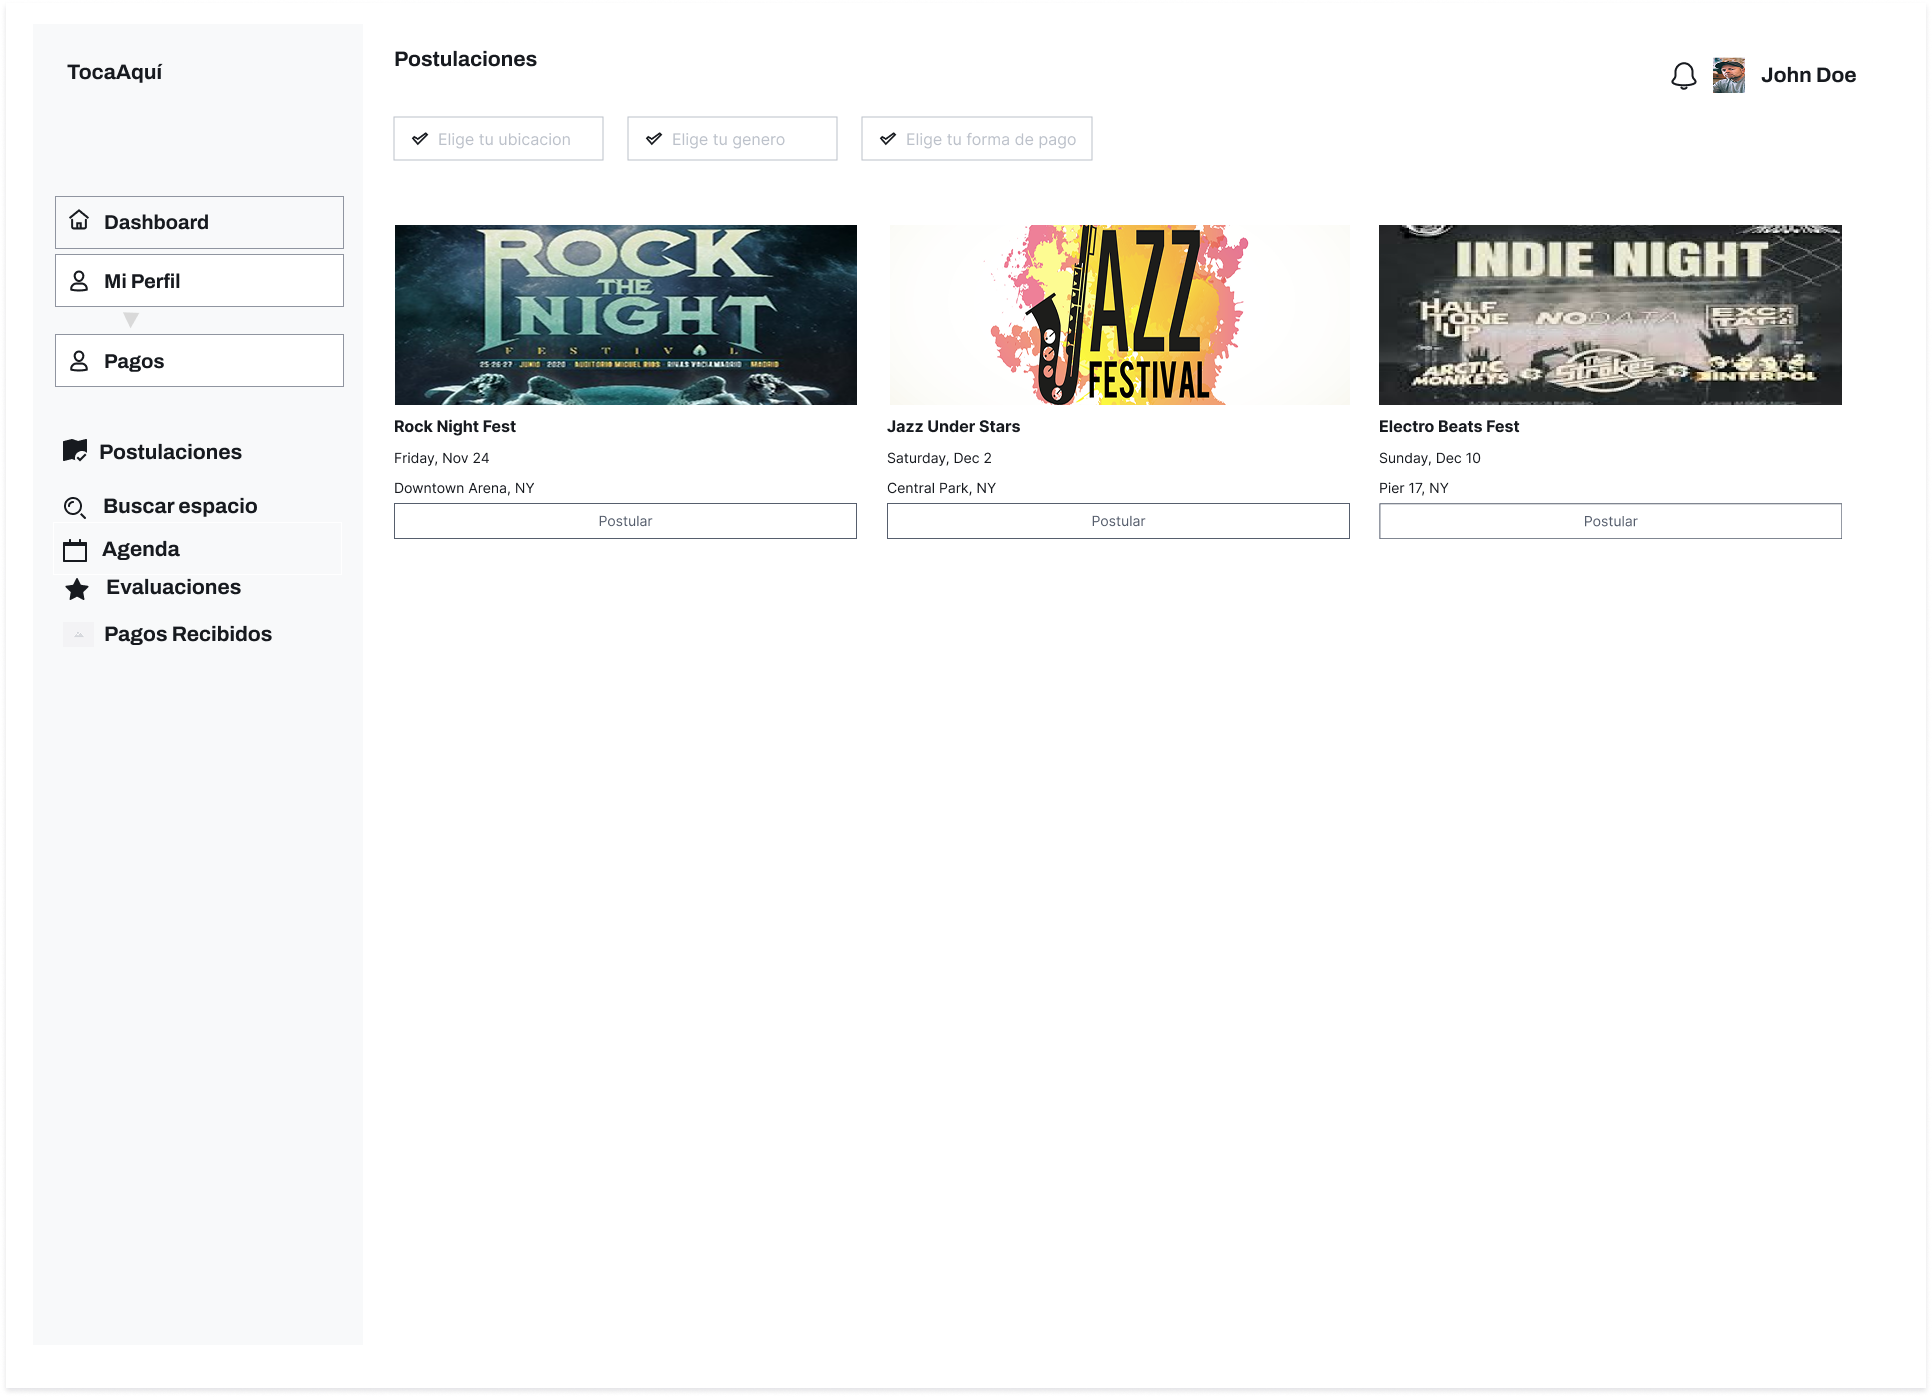 TocaAquí
Postulaciones
John Doe
Elige tu ubicacion
Elige tu genero
Elige tu forma de pago
Dashboard
Mi Perfil
Pagos
Postulaciones
Buscar espacio
Agenda
Evaluaciones
Pagos Recibidos
ROCK
THE
NIGHT
FESTIVAL
25·26·27 · JUNIO · 2020 · AUDITORIO MIGUEL RIOS · RIVAS VACIAMADRID · MADRID
Rock Night Fest
Friday, Nov 24
Downtown Arena, NY
Postular
JAZZ
FESTIVAL
Jazz Under Stars
Saturday, Dec 2
Central Park, NY
Postular
INDIE NIGHT
HALF
TONE
UP
NODATA
ARCTIC
MONKEYS
The
Strokes
INTERPOL
Electro Beats Fest
Sunday, Dec 10
Pier 17, NY
Postular